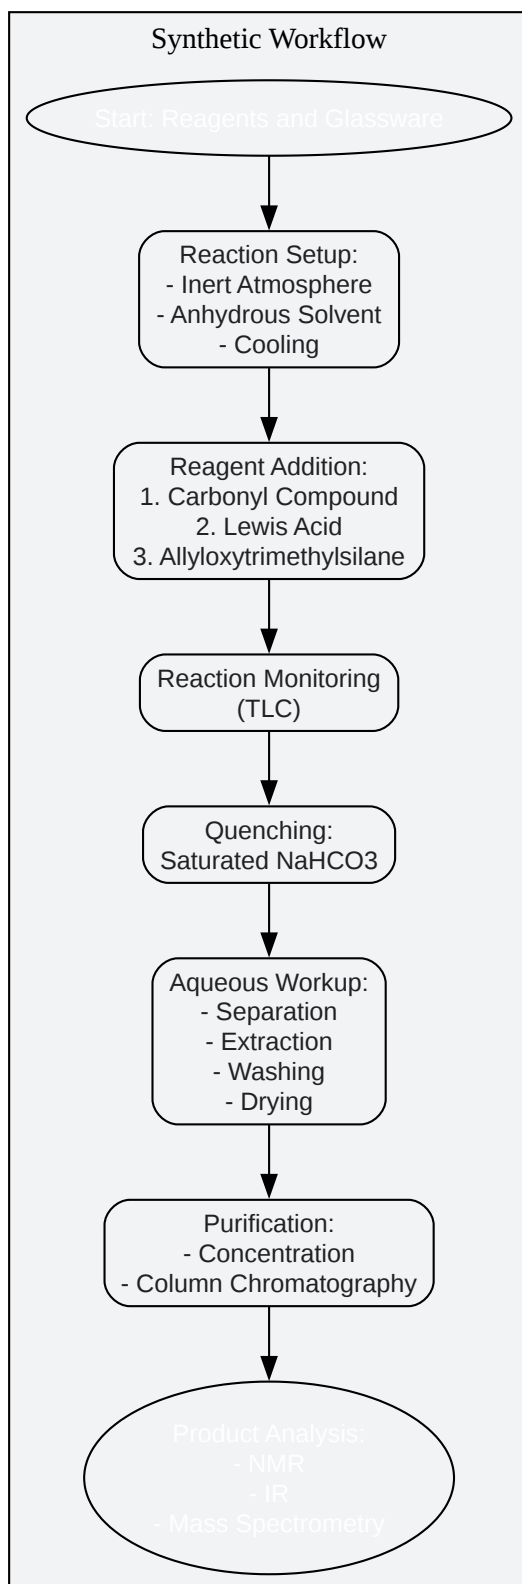 Synthetic Workflow
Start: Reagents and Glassware
Reaction Setup:
- Inert Atmosphere
- Anhydrous Solvent
- Cooling
Reagent Addition:
1. Carbonyl Compound
2. Lewis Acid
3. Allyloxytrimethylsilane
Reaction Monitoring
(TLC)
Quenching:
Saturated NaHCO3
Aqueous Workup:
- Separation
- Extraction
- Washing
- Drying
Purification:
- Concentration
- Column Chromatography
Product Analysis:
- NMR
- IR
- Mass Spectrometry